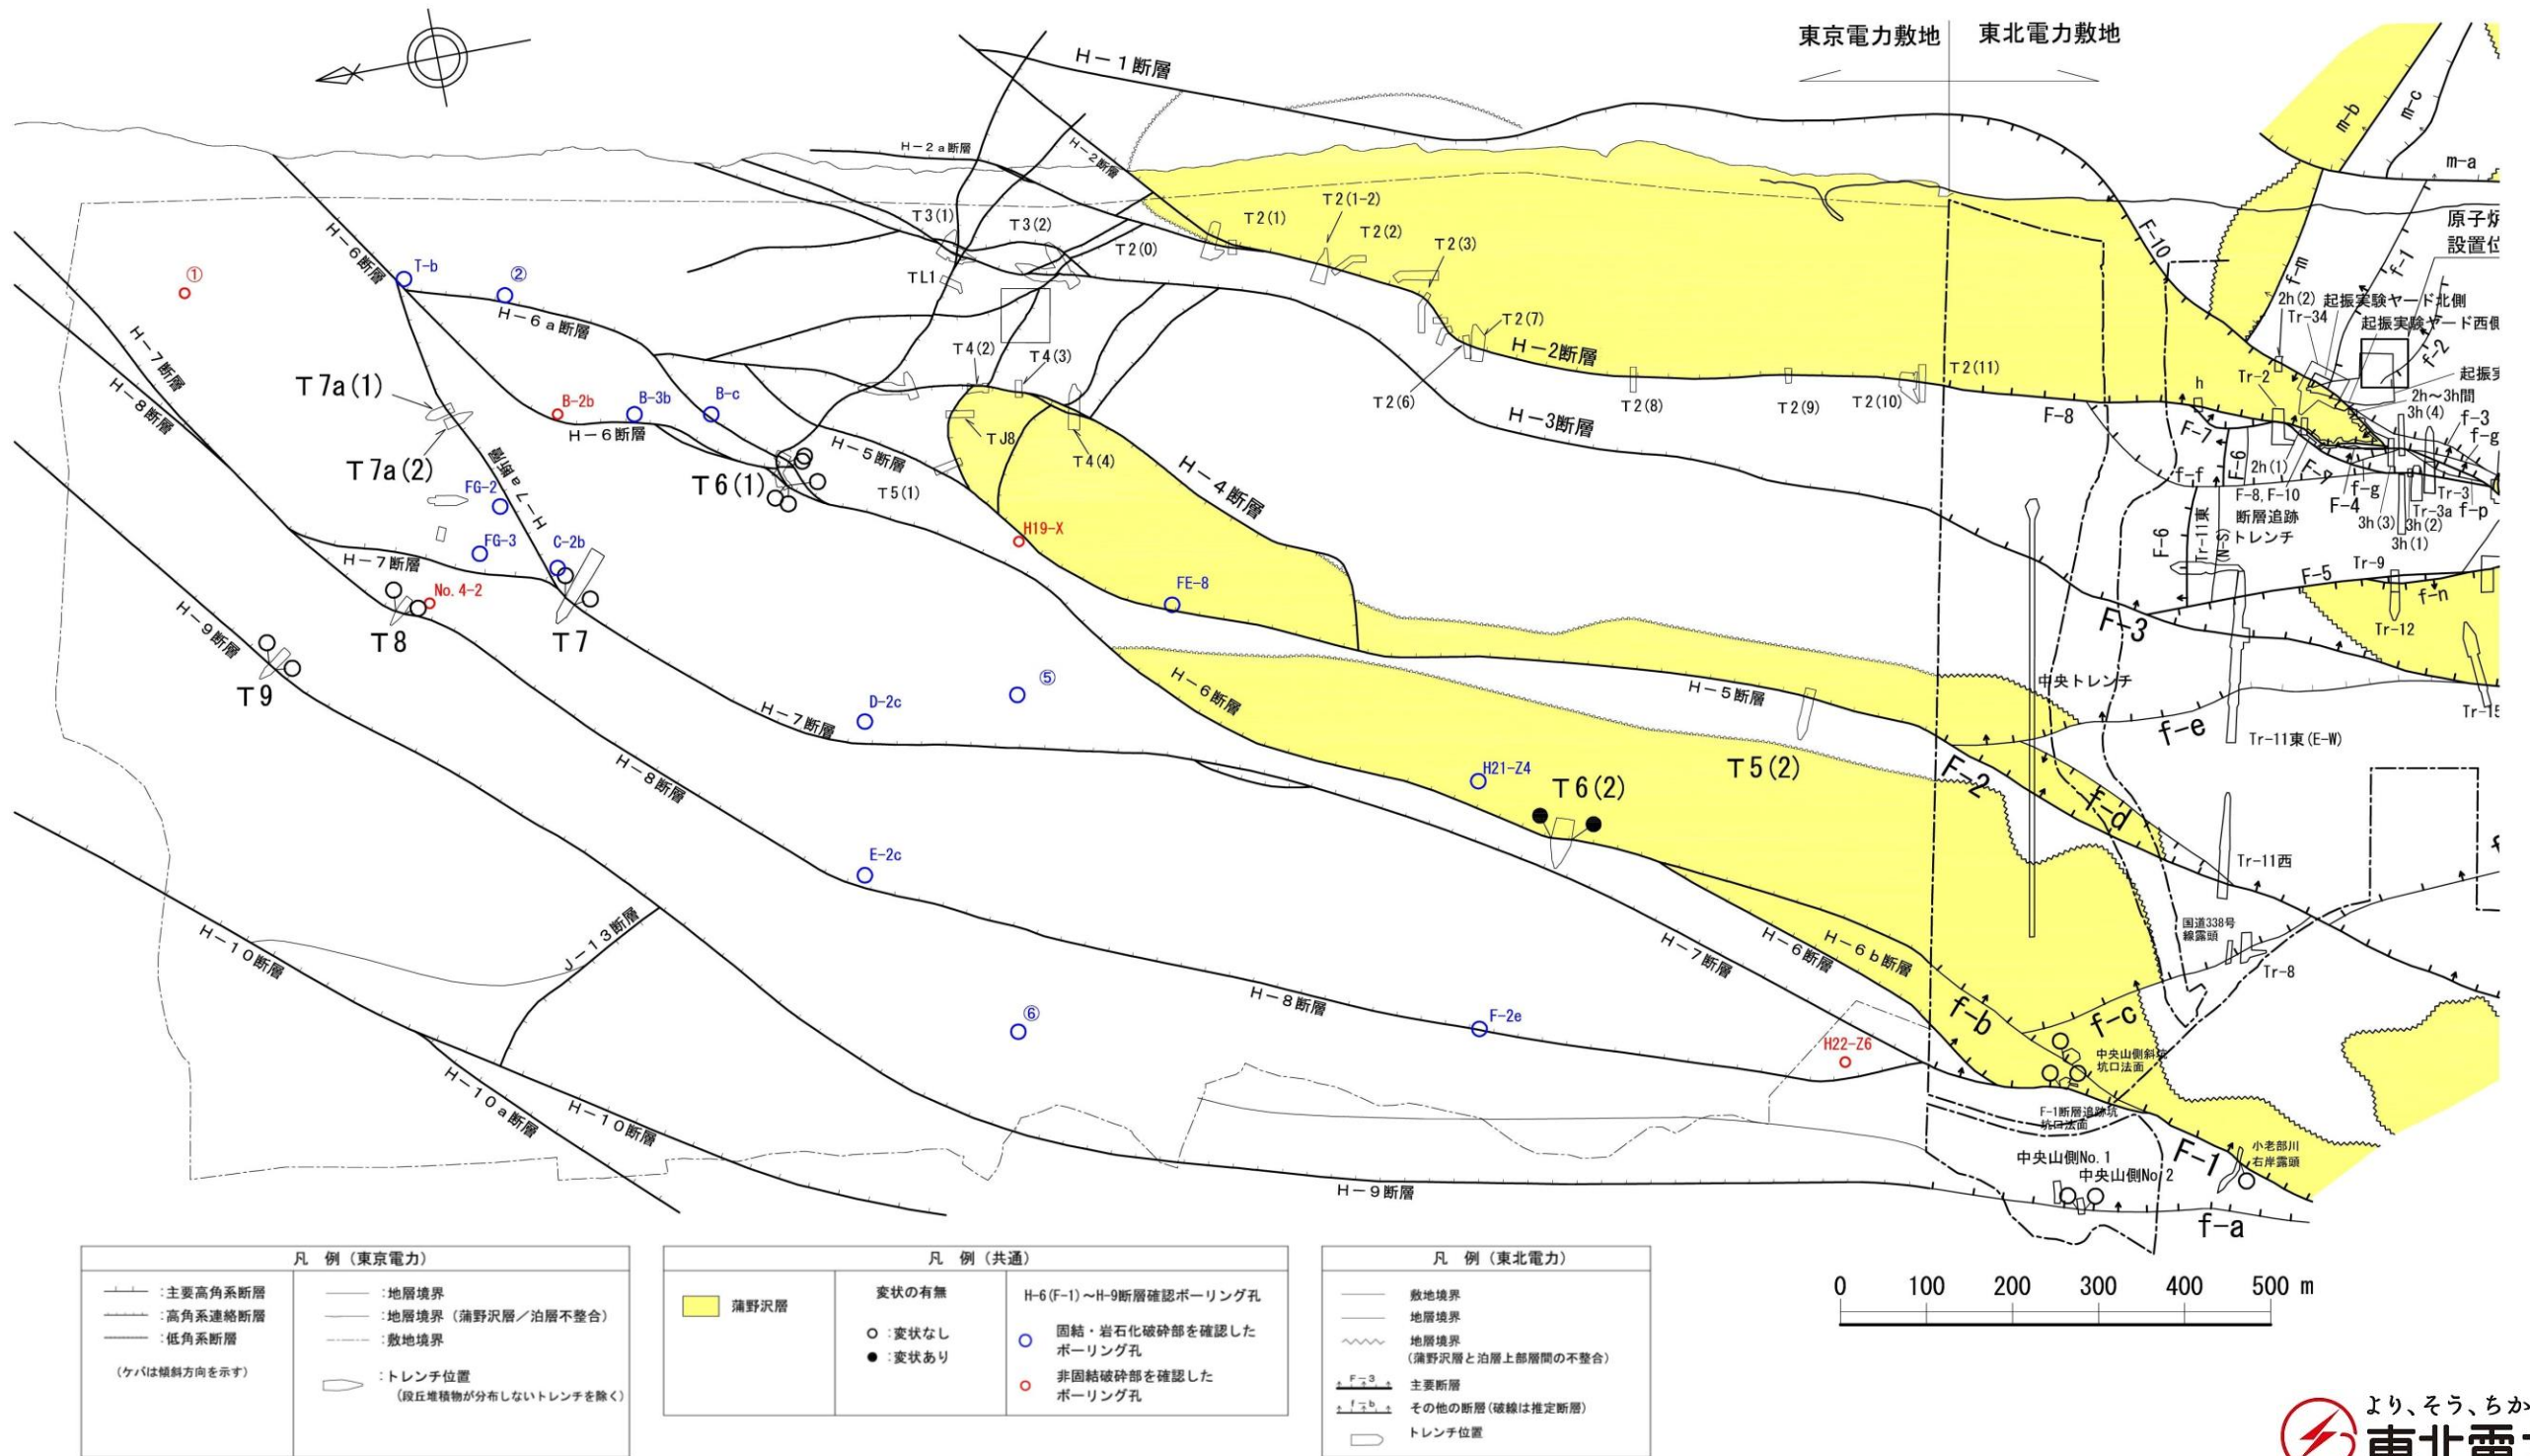 東京電力敷地
東北電力敷地
H-1断層
H-2a断層
H-2断層
m-b
m-c
m-a
T3(1)
T3(2)
T2(0)
T2(1)
T2(1-2)
T2(2)
T2(3)
F-10
f-m
f-1
H-6断層
T-b
①
②
TL1
H-6a断層
2h(2)
起振実験ヤード北側
Tr-34
T2(7)
H-7断層
T4(2)
T4(3)
H-2断層
T2(11)
f-2
T7a(1)
H-8断層
B-2b
B-3b
B-c
T2(6)
T2(8)
T2(9)
T2(10)
F-8
h
Tr-2
2h~3h間
3h(4)
H-6断層
H-3断層
F-7
f-3
f-g
T7a(2)
TJ8
H-5断層
T4(4)
H-4断層
f-f
F-6
2h(1)
T6(1)
T5(1)
H-7a断層
FG-2
F-8, F-10
断層追跡
トレンチ
f-g
F-4
Tr-3
Tr-3a
f-p
3h(3)
3h(2)
3h(1)
H19-X
F-6
Tr-11東
(N-S)
FG-3
C-2b
H-7断層
No. 4-2
FE-8
F-5
Tr-9
f-n
H-9断層
T8
T7
F-3
Tr-12
T9
⑤
H-6断層
H-5断層
中央トレンチ
D-2c
H-7断層
f-e
Tr-11東(E-W)
H-8断層
H21-Z4
T6(2)
T5(2)
F-2
f-d
E-2c
Tr-11西
H-10断層
J-13断層
国道338号
線露頭
H-7断層
H-6断層
H-6b断層
Tr-8
H-8断層
⑥
F-2e
f-b
f-c
H22-Z6
中央山側斜坑
坑口法面
H-10a断層
H-10断層
F-1断層追跡坑
坑口法面
中央山側No.1
中央山側No.2
F-1
小老部川
右岸露頭
H-9断層
f-a
凡 例(東京電力)
:主要高角系断層
:高角系連絡断層
:低角系断層
(ケバは傾斜方向を示す)
:地層境界
:地層境界(蒲野沢層/泊層不整合)
:敷地境界
:トレンチ位置
(段丘堆積物が分布しないトレンチを除く)
凡 例(共通)
蒲野沢層
変状の有無
○:変状なし
●:変状あり
H-6(F-1)~H-9断層確認ボーリング孔
固結・岩石化破砕部を確認した
ボーリング孔
非固結破砕部を確認した
ボーリング孔
凡 例(東北電力)
敷地境界
地層境界
地層境界
(蒲野沢層と泊層上部層間の不整合)
F-3
主要断層
f-b
その他の断層(破線は推定断層)
トレンチ位置
0 100 200 300 400 500 m
より、そう、ちか
東北電